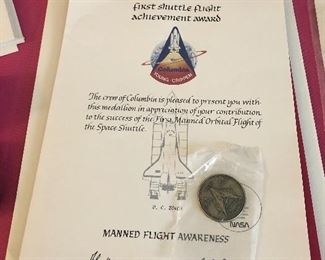 first shuttle flight
achievement award
Columbia
YOUNG CRIPPEN
The crew of Columbia is pleased to present you with
this medallion in appreciation of your contribution
to the success of the First Manned Orbital Flight of
the Space Shuttle.
NASA
MANNED FLIGHT AWARENESS